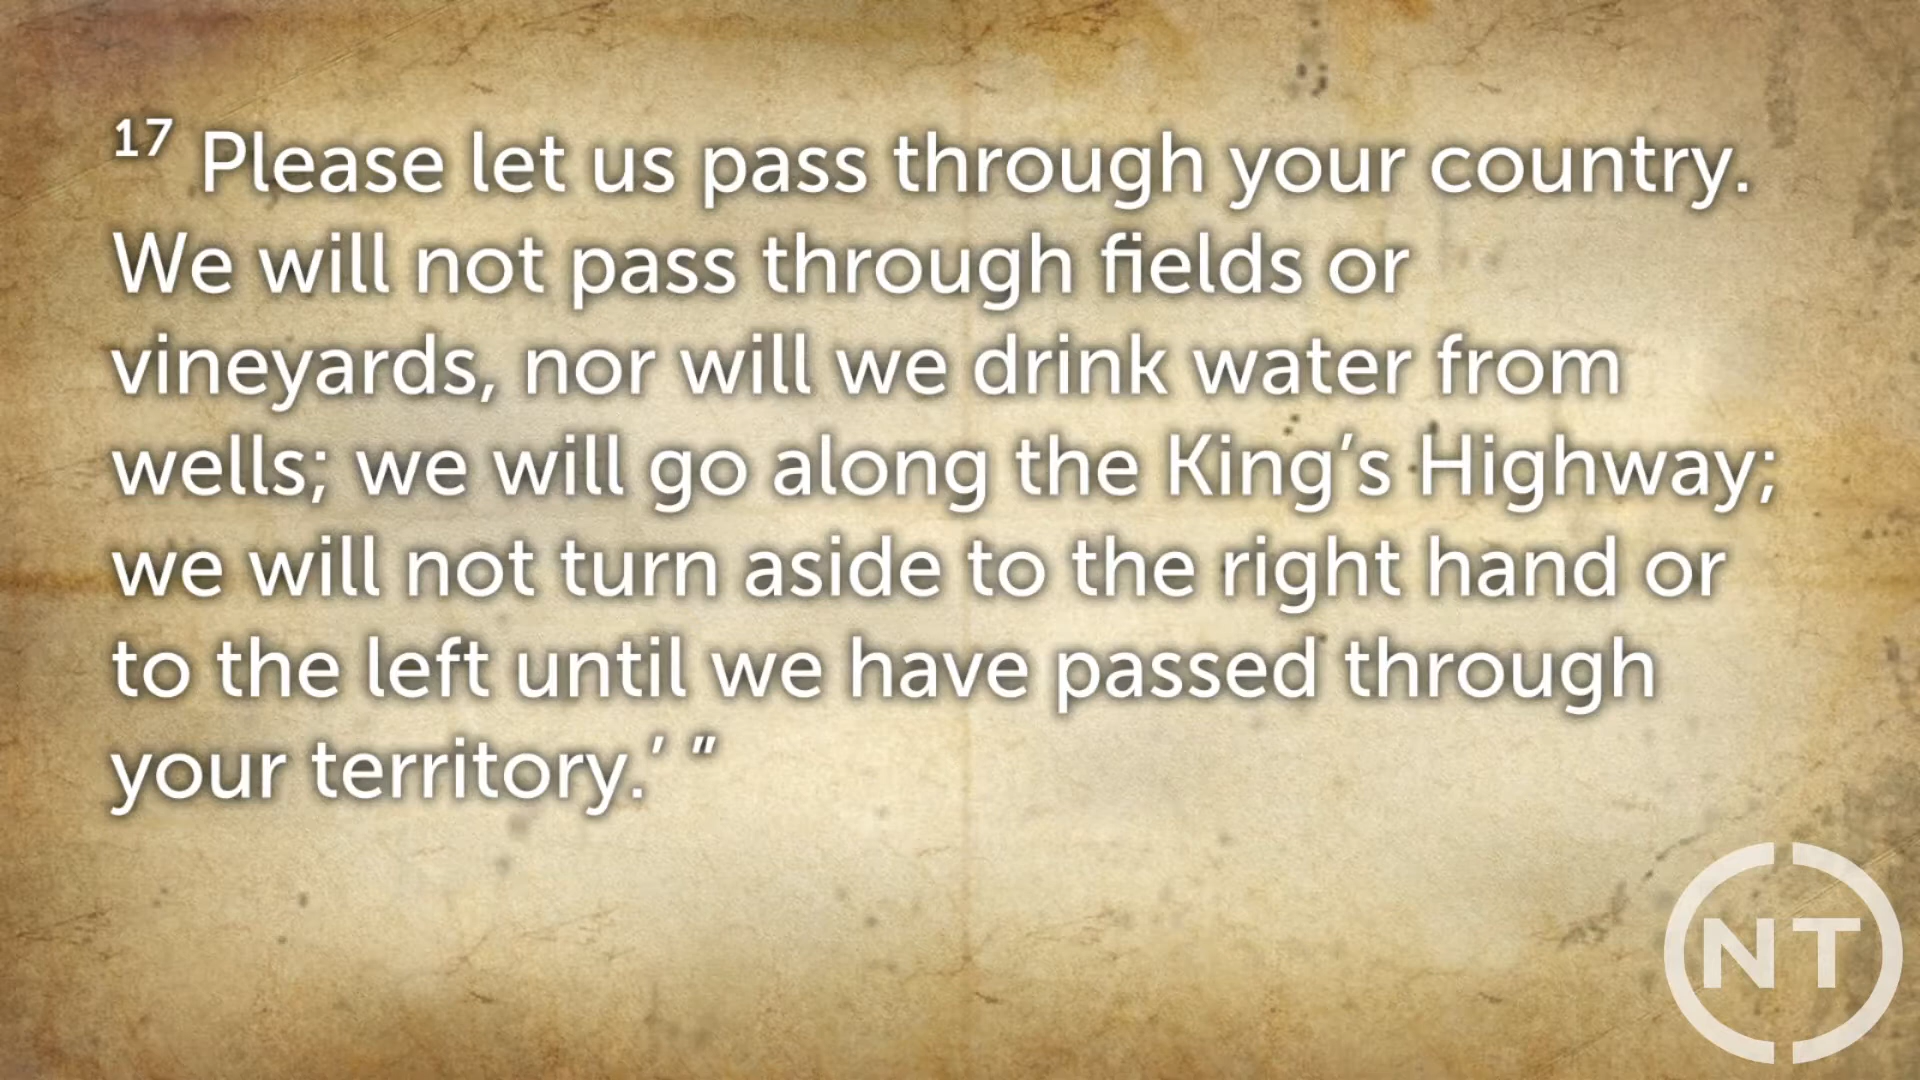 17 Please let us pass through your country.
We will not pass through fields or
vineyards, nor will we drink water from
wells; we will go along the King’s Highway;
we will not turn aside to the right hand or
to the left until we have passed through
your territory.’ ”
NT